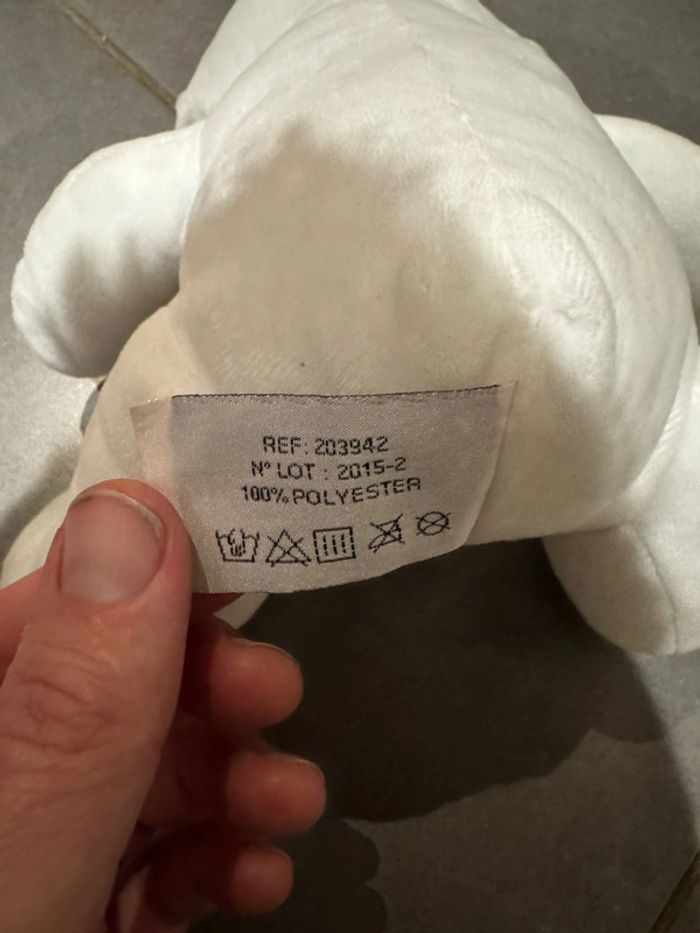 REF: 203942
N° LOT : 2015-2
100% POLYESTER